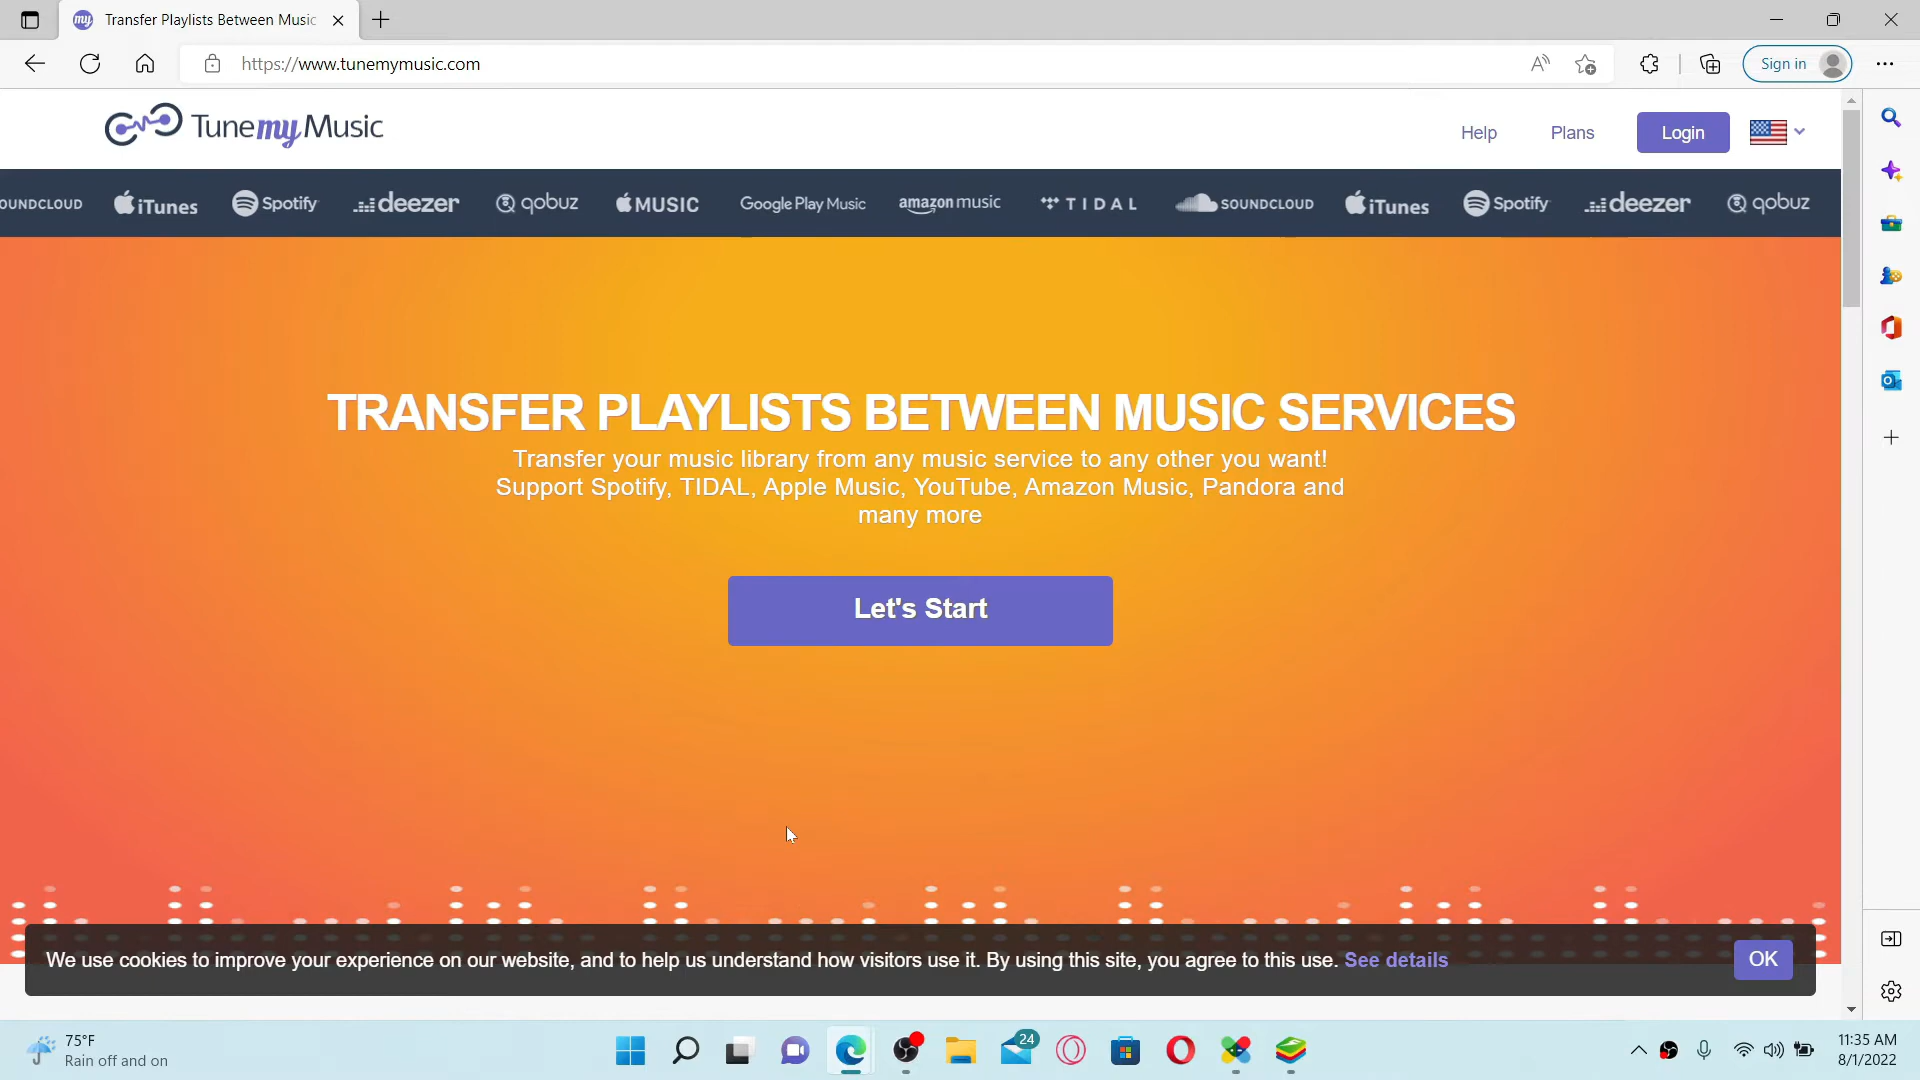 Transfer Playlists Between Music
https://www.tunemymusic.com
Sign in
TunemyMusic
Help
Plans
Login
OUNDCLOUD
iTunes
Spotify
deezer
qobuz
MUSIC
Google Play Music
amazon music
TIDAL
SOUNDCLOUD
iTunes
Spotify
deezer
qobuz
TRANSFER PLAYLISTS BETWEEN MUSIC SERVICES
Transfer your music library from any music service to any other you want!
Support Spotify, TIDAL, Apple Music, YouTube, Amazon Music, Pandora and
many more
Let's Start
We use cookies to improve your experience on our website, and to help us understand how visitors use it. By using this site, you agree to this use. See details
OK
75°F
Rain off and on
24
11:35 AM
8/1/2022